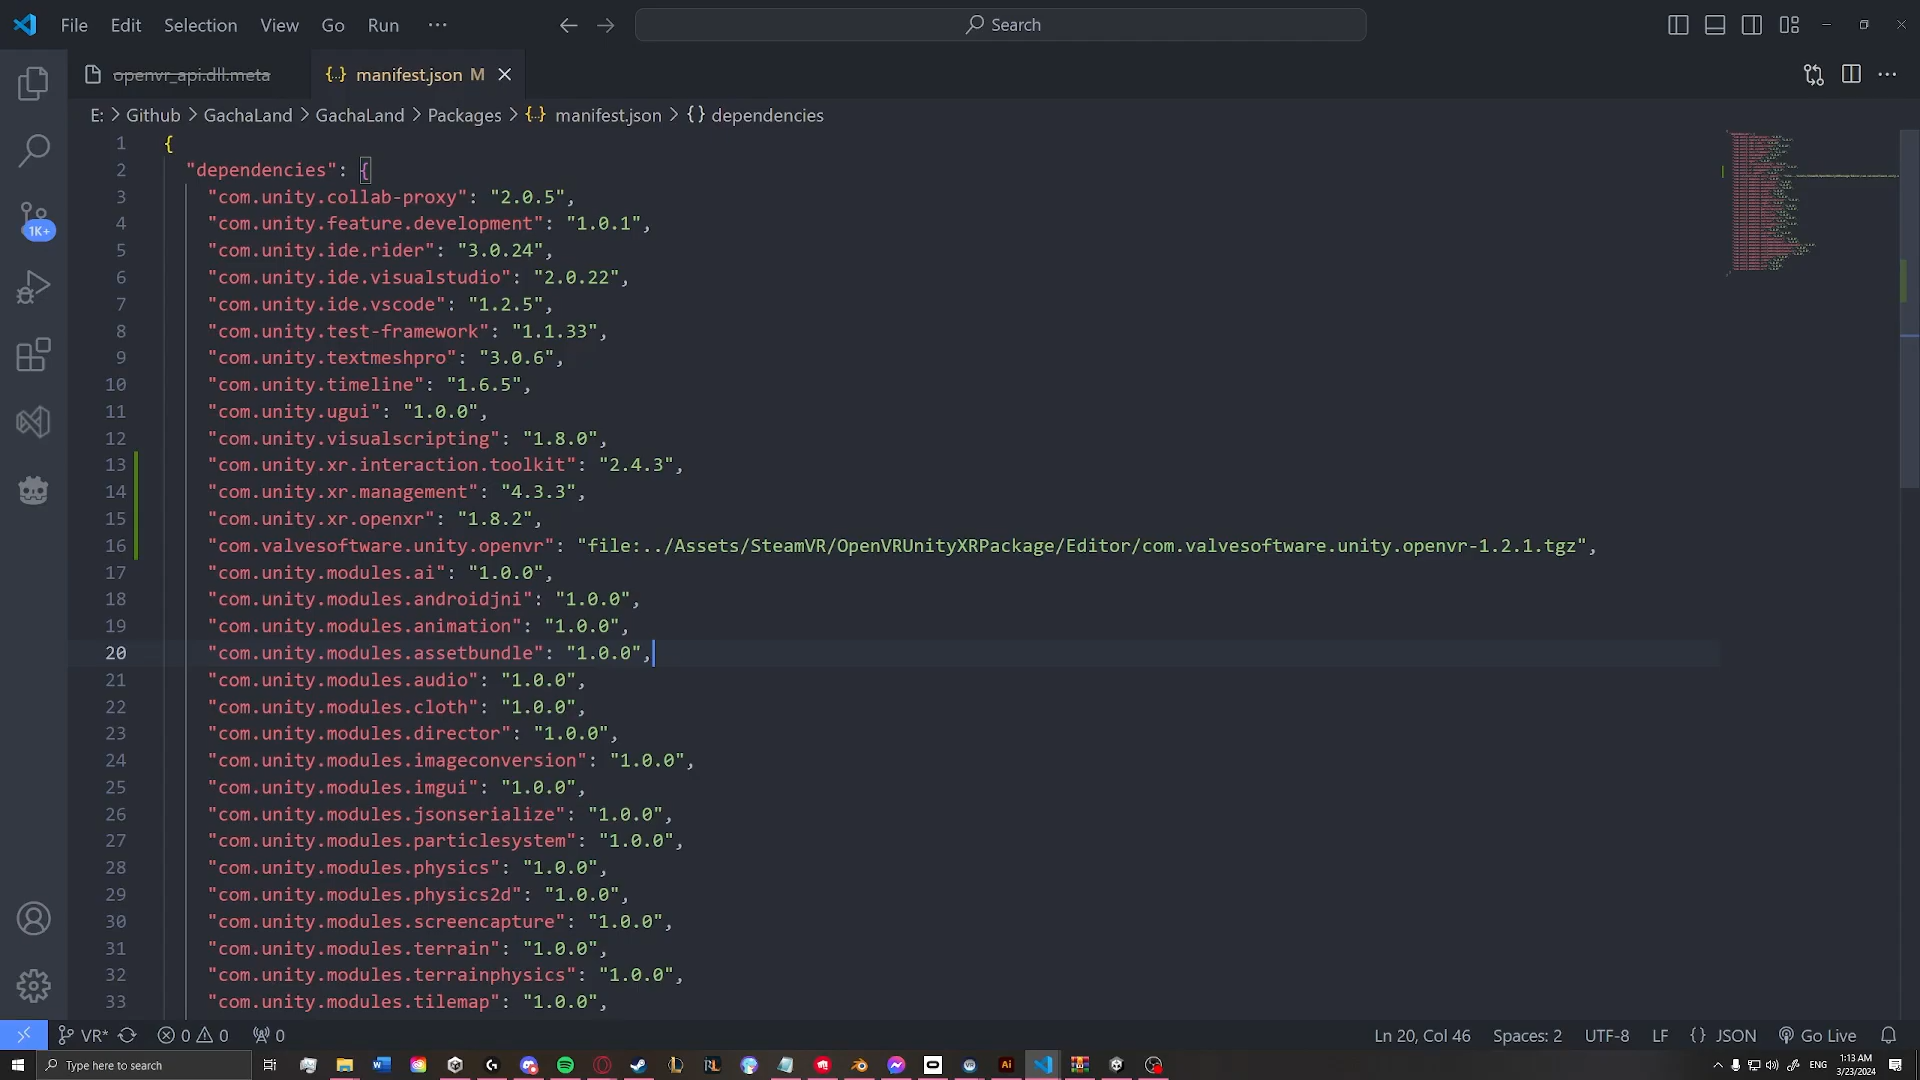 File Edit Selection View Go Run ···
Search
openvr_api.dll.meta
{..} manifest.json M
E: > Github > GachaLand > GachaLand > Packages > {..} manifest.json > {} dependencies
1 {
2 "dependencies": {
3 "com.unity.collab-proxy": "2.0.5",
4 "com.unity.feature.development": "1.0.1",
5 "com.unity.ide.rider": "3.0.24",
6 "com.unity.ide.visualstudio": "2.0.22",
7 "com.unity.ide.vscode": "1.2.5",
8 "com.unity.test-framework": "1.1.33",
9 "com.unity.textmeshpro": "3.0.6",
10 "com.unity.timeline": "1.6.5",
11 "com.unity.ugui": "1.0.0",
12 "com.unity.visualscripting": "1.8.0",
13 "com.unity.xr.interaction.toolkit": "2.4.3",
14 "com.unity.xr.management": "4.3.3",
15 "com.unity.xr.openxr": "1.8.2",
16 "com.valvesoftware.unity.openvr": "file:../Assets/SteamVR/OpenVRUnityXRPackage/Editor/com.valvesoftware.unity.openvr-1.2.1.tgz",
17 "com.unity.modules.ai": "1.0.0",
18 "com.unity.modules.androidjni": "1.0.0",
19 "com.unity.modules.animation": "1.0.0",
20 "com.unity.modules.assetbundle": "1.0.0",
21 "com.unity.modules.audio": "1.0.0",
22 "com.unity.modules.cloth": "1.0.0",
23 "com.unity.modules.director": "1.0.0",
24 "com.unity.modules.imageconversion": "1.0.0",
25 "com.unity.modules.imgui": "1.0.0",
26 "com.unity.modules.jsonserialize": "1.0.0",
27 "com.unity.modules.particlesystem": "1.0.0",
28 "com.unity.modules.physics": "1.0.0",
29 "com.unity.modules.physics2d": "1.0.0",
30 "com.unity.modules.screencapture": "1.0.0",
31 "com.unity.modules.terrain": "1.0.0",
32 "com.unity.modules.terrainphysics": "1.0.0",
33 "com.unity.modules.tilemap": "1.0.0",
1K+
VR* 0 0 0
Ln 20, Col 46 Spaces: 2 UTF-8 LF {} JSON Go Live
Type here to search
W
RL
Ai
ENG
1:13 AM
3/23/2024